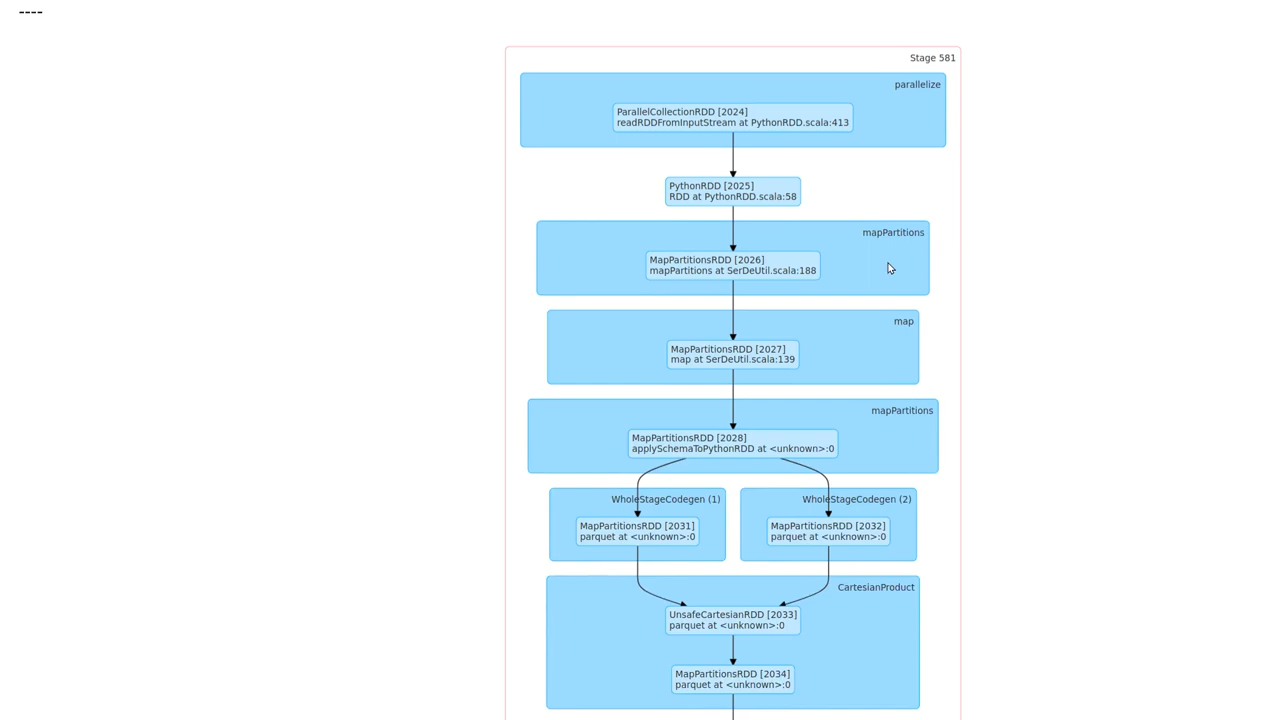 ----
Stage 581
parallelize
ParallelCollectionRDD [2024]
readRDDFromInputStream at PythonRDD.scala:413
PythonRDD [2025]
RDD at PythonRDD.scala:58
mapPartitions
MapPartitionsRDD [2026]
mapPartitions at SerDeUtil.scala:188
map
MapPartitionsRDD [2027]
map at SerDeUtil.scala:139
mapPartitions
MapPartitionsRDD [2028]
applySchemaToPythonRDD at <unknown>:0
WholeStageCodegen (1)
MapPartitionsRDD [2031]
parquet at <unknown>:0
WholeStageCodegen (2)
MapPartitionsRDD [2032]
parquet at <unknown>:0
CartesianProduct
UnsafeCartesianRDD [2033]
parquet at <unknown>:0
MapPartitionsRDD [2034]
parquet at <unknown>:0